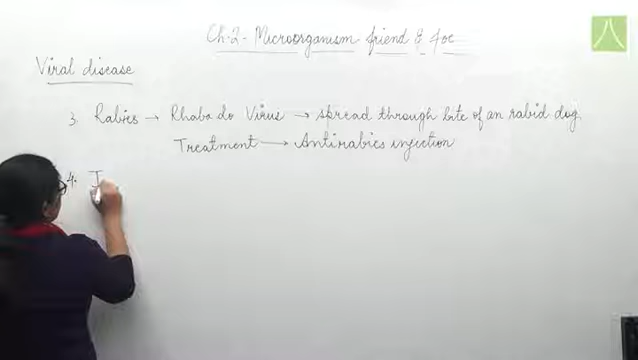 Ch-2- Microorganism friend & foe
Viral disease
3. Rabies → Rhabado Virus → spread through bite of an rabid dog.
Treatment → Antirabies injection
4. I